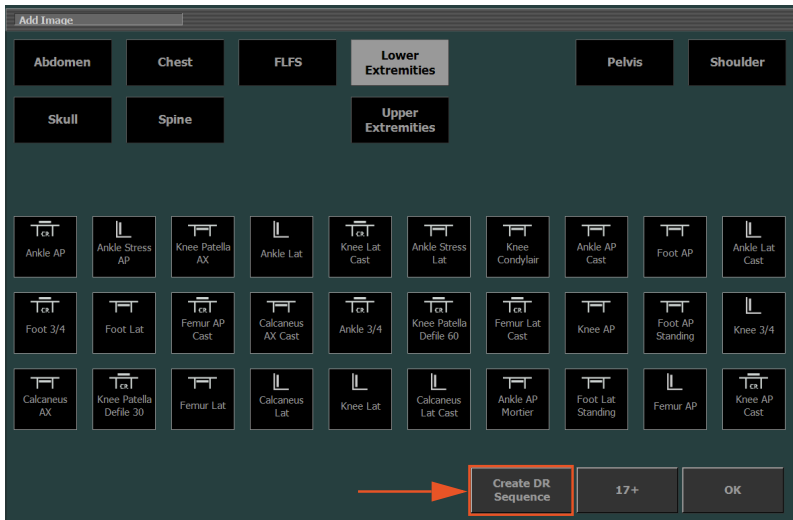 Add Image
Abdomen
Chest
FLFS
Lower
Extremities
Pelvis
Shoulder
Skull
Spine
Upper
Extremities
CR
Ankle AP
Ankle Stress
AP
Knee Patella
AX
Ankle Lat
CR
Knee Lat
Cast
Ankle Stress
Lat
Knee
Condylair
Ankle AP
Cast
Foot AP
Ankle Lat
Cast
CR
Foot 3/4
Foot Lat
CR
Femur AP
Cast
Calcaneus
AX Cast
CR
Ankle 3/4
CR
Knee Patella
Defile 60
CR
Femur Lat
Cast
Knee AP
Foot AP
Standing
Knee 3/4
Calcaneus
AX
CR
Knee Patella
Defile 30
Femur Lat
Calcaneus
Lat
Knee Lat
Calcaneus
Lat Cast
Ankle AP
Mortier
Foot Lat
Standing
Femur AP
CR
Knee AP
Cast
Create DR
Sequence
17+
OK